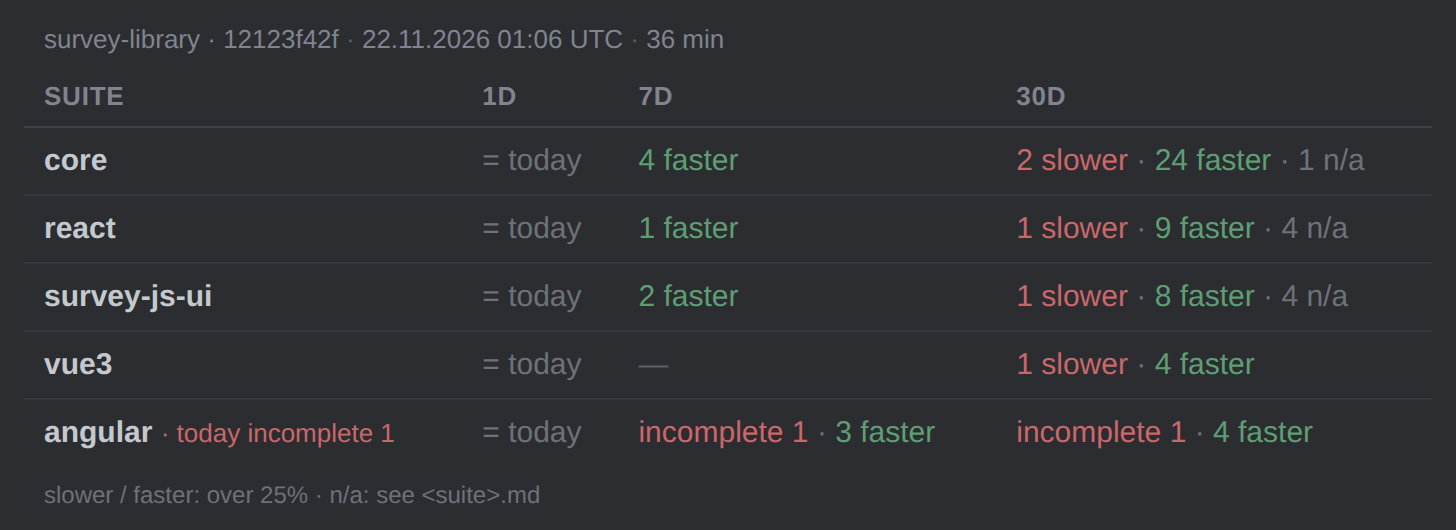 survey-library · 12123f42f · 22.11.2026 01:06 UTC · 36 min
SUITE 1D 7D 30D
core = today 4 faster 2 slower · 24 faster · 1 n/a
react = today 1 faster 1 slower · 9 faster · 4 n/a
survey-js-ui = today 2 faster 1 slower · 8 faster · 4 n/a
vue3 = today — 1 slower · 4 faster
angular · today incomplete 1 = today incomplete 1 · 3 faster incomplete 1 · 4 faster
slower / faster: over 25% · n/a: see <suite>.md